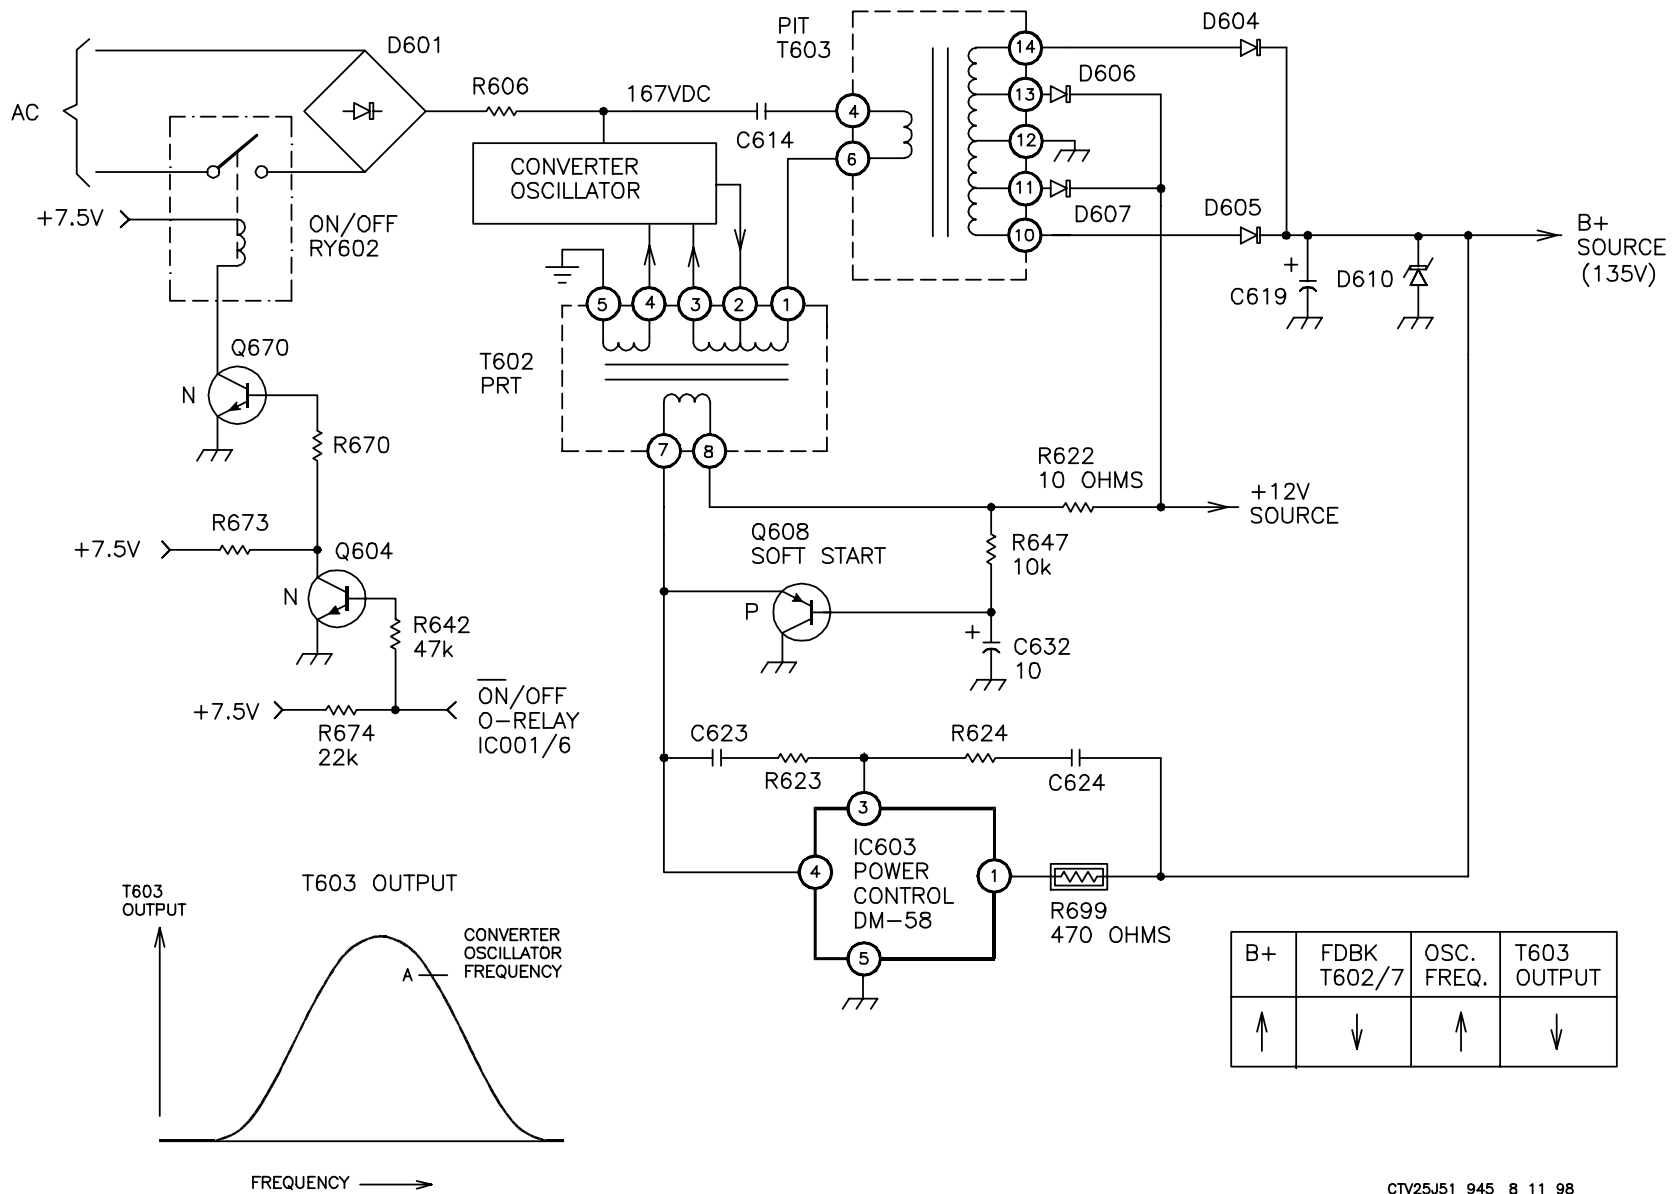 PIT
T603
D604
14
D601
D606
R606
167VDC
13
AC
4
C614
12
CONVERTER
OSCILLATOR
6
11
D607
D605
+7.5V
ON/OFF
RY602
10
B+
SOURCE
(135V)
+
C619
D610
5
4
3
2
1
Q670
T602
PRT
N
7
8
R670
R622
10 OHMS
+12V
SOURCE
R673
+7.5V
Q604
Q608
SOFT START
R647
10k
N
P
R642
47k
+
C632
10
+7.5V
R674
22k
ON/OFF
O-RELAY
IC001/6
C623
R624
R623
C624
3
IC603
POWER
CONTROL
DM-58
4
1
R699
470 OHMS
5
T603 OUTPUT
T603
OUTPUT
CONVERTER
OSCILLATOR
FREQUENCY
A
FREQUENCY
B+
FDBK
T602/7
OSC.
FREQ.
T603
OUTPUT
CTV25J51 945 8 11 98